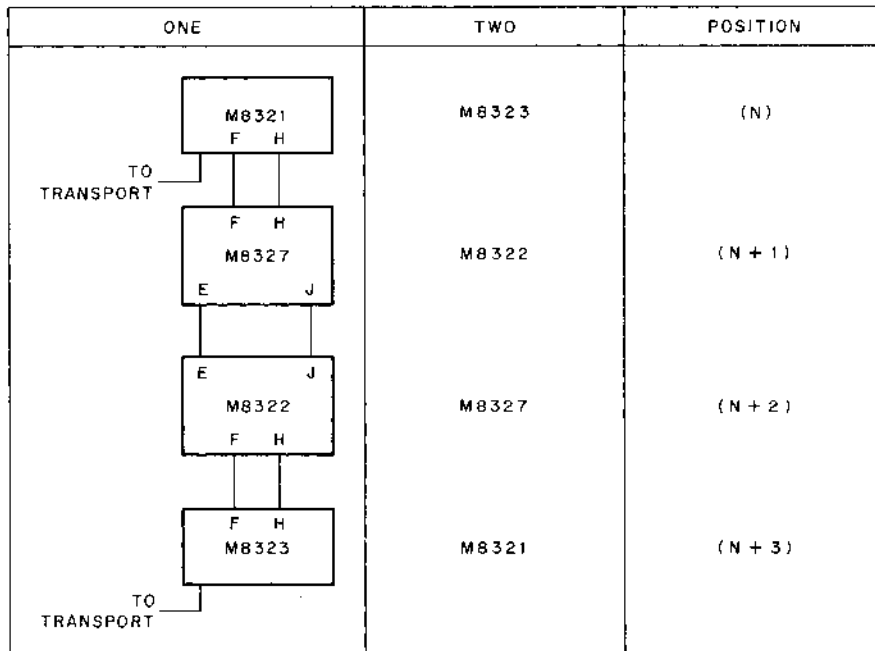 ONE TWO POSITION
M8321 M8323 (N)
F H
TO
TRANSPORT
F H
M8327 M8322 (N + 1)
E J
E J
M8322 M8327 (N + 2)
F H
F H
M8323 M8321 (N + 3)
TO
TRANSPORT